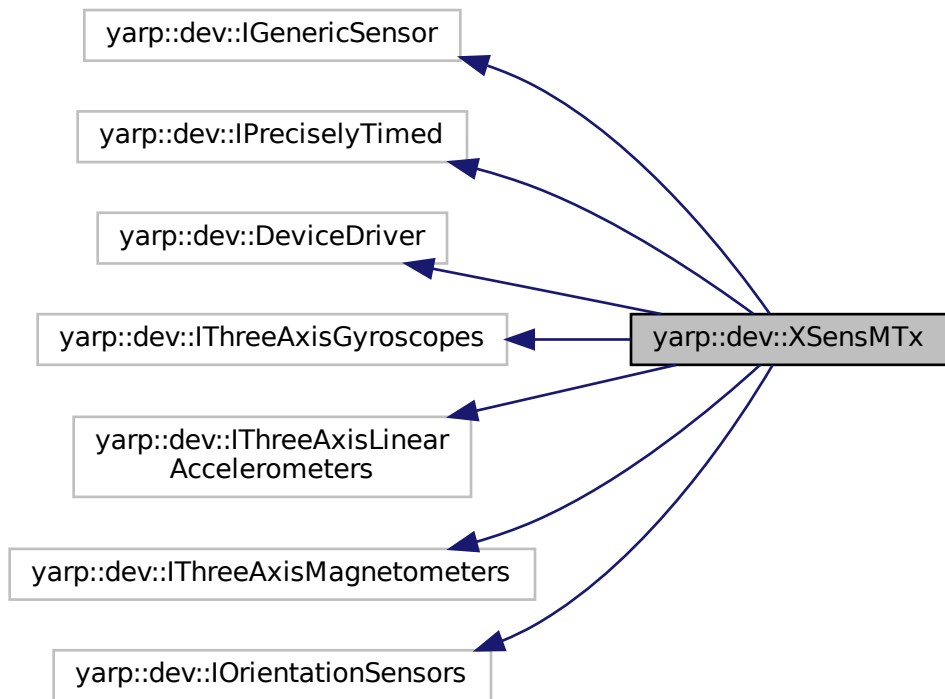 yarp::dev::IGenericSensor
yarp::dev::IPreciselyTimed
yarp::dev::DeviceDriver
yarp::dev::IThreeAxisGyroscopes
yarp::dev::XSensMTx
yarp::dev::IThreeAxisLinear
Accelerometers
yarp::dev::IThreeAxisMagnetometers
yarp::dev::IOrientationSensors